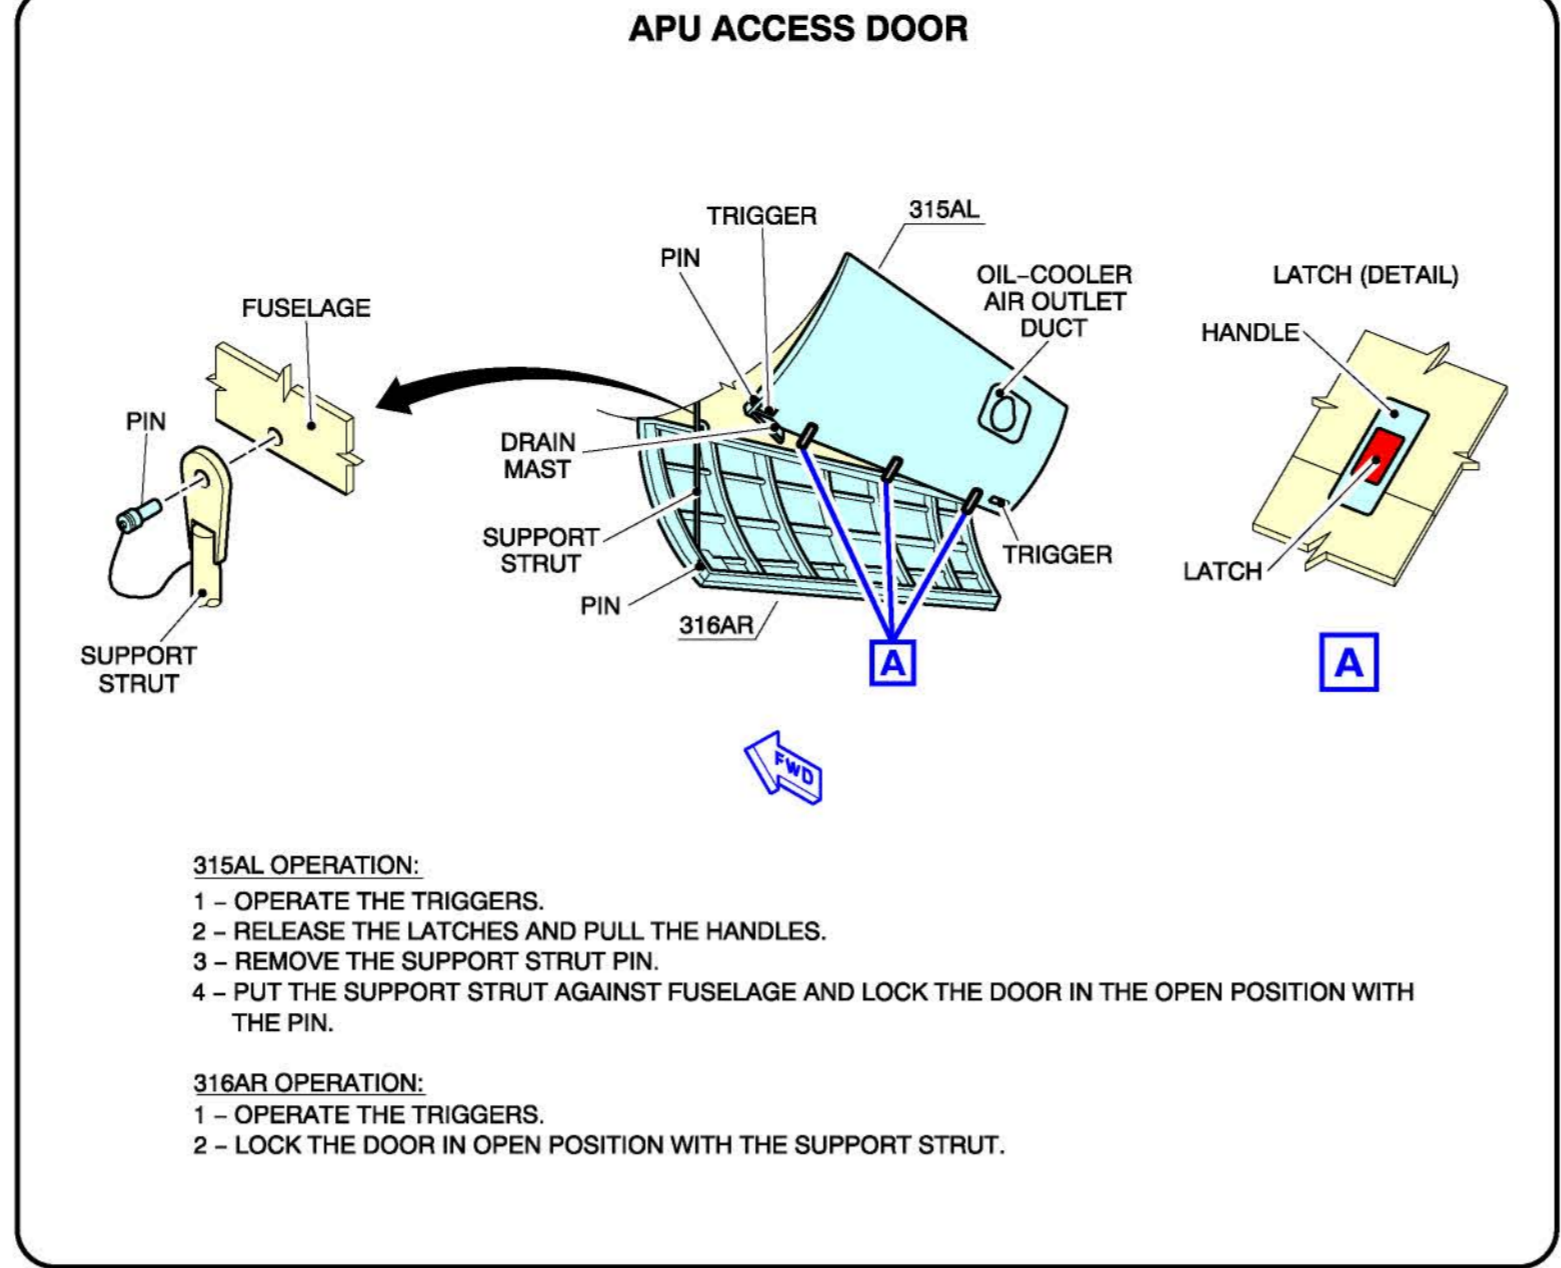 APU ACCESS DOOR
TRIGGER
315AL
PIN
OIL–COOLER
AIR OUTLET
DUCT
LATCH (DETAIL)
FUSELAGE
HANDLE
PIN
DRAIN
MAST
SUPPORT
STRUT
TRIGGER
LATCH
PIN
316AR
SUPPORT
STRUT
A
A
FWD
315AL OPERATION:
1 – OPERATE THE TRIGGERS.
2 – RELEASE THE LATCHES AND PULL THE HANDLES.
3 – REMOVE THE SUPPORT STRUT PIN.
4 – PUT THE SUPPORT STRUT AGAINST FUSELAGE AND LOCK THE DOOR IN THE OPEN POSITION WITH
THE PIN.
316AR OPERATION:
1 – OPERATE THE TRIGGERS.
2 – LOCK THE DOOR IN OPEN POSITION WITH THE SUPPORT STRUT.